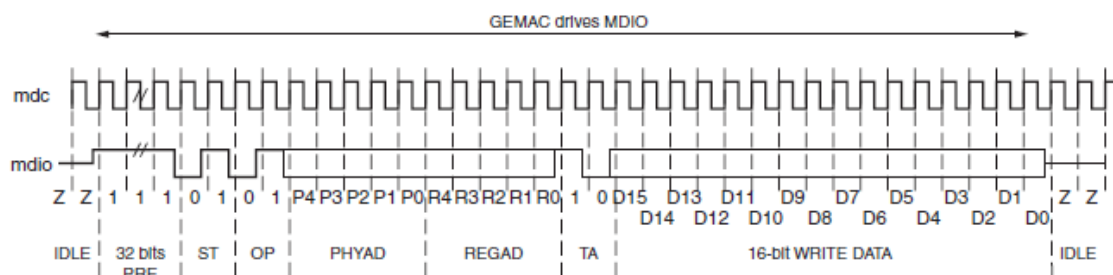 GEMAC drives MDIO
mdc
mdio
Z Z 1 1 1 0 1 0 1 P4 P3 P2 P1 P0 R4 R3 R2 R1 R0 1 0 D15 D13 D11 D9 D7 D5 D3 D1 Z Z
D14 D12 D10 D8 D6 D4 D2 D0
IDLE 32 bits ST OP PHYAD REGAD TA 16-bit WRITE DATA IDLE
PRE